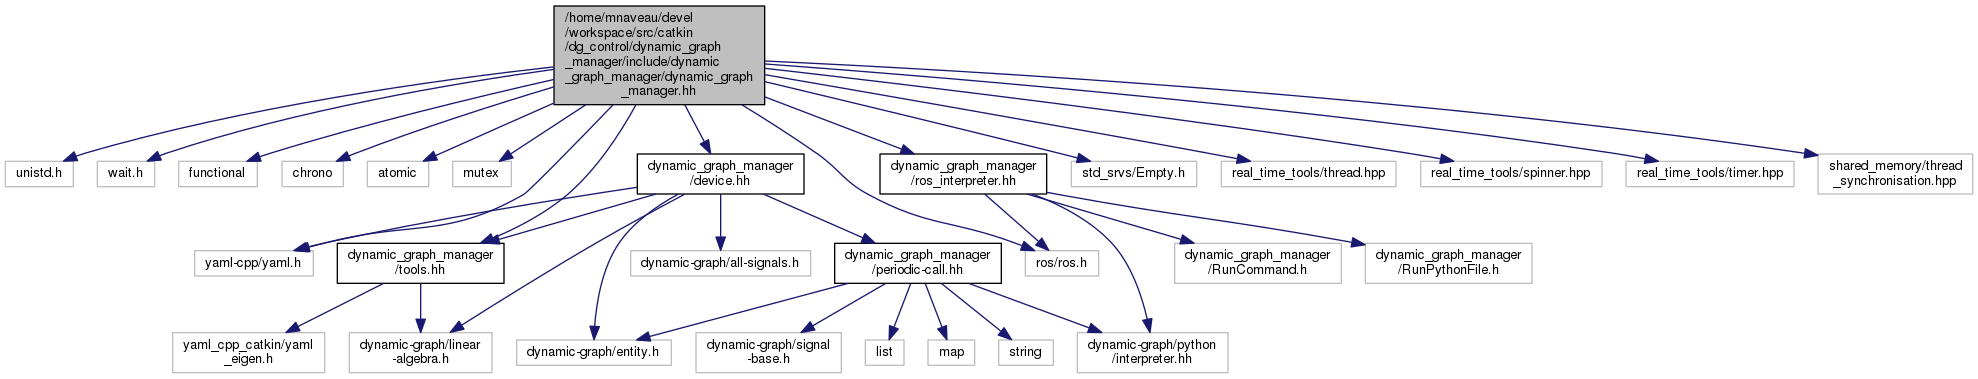 /home/mnaveau/devel
/workspace/src/catkin
/dg_control/dynamic_graph
_manager/include/dynamic
_graph_manager/dynamic_graph
_manager.hh
unistd.h
wait.h
functional
chrono
atomic
mutex
dynamic_graph_manager
/device.hh
dynamic_graph_manager
/ros_interpreter.hh
std_srvs/Empty.h
real_time_tools/thread.hpp
real_time_tools/spinner.hpp
real_time_tools/timer.hpp
shared_memory/thread
_synchronisation.hpp
yaml-cpp/yaml.h
dynamic_graph_manager
/tools.hh
dynamic-graph/all-signals.h
dynamic_graph_manager
/periodic-call.hh
ros/ros.h
dynamic_graph_manager
/RunCommand.h
dynamic_graph_manager
/RunPythonFile.h
yaml_cpp_catkin/yaml
_eigen.h
dynamic-graph/linear
-algebra.h
dynamic-graph/entity.h
dynamic-graph/signal
-base.h
list
map
string
dynamic-graph/python
/interpreter.hh